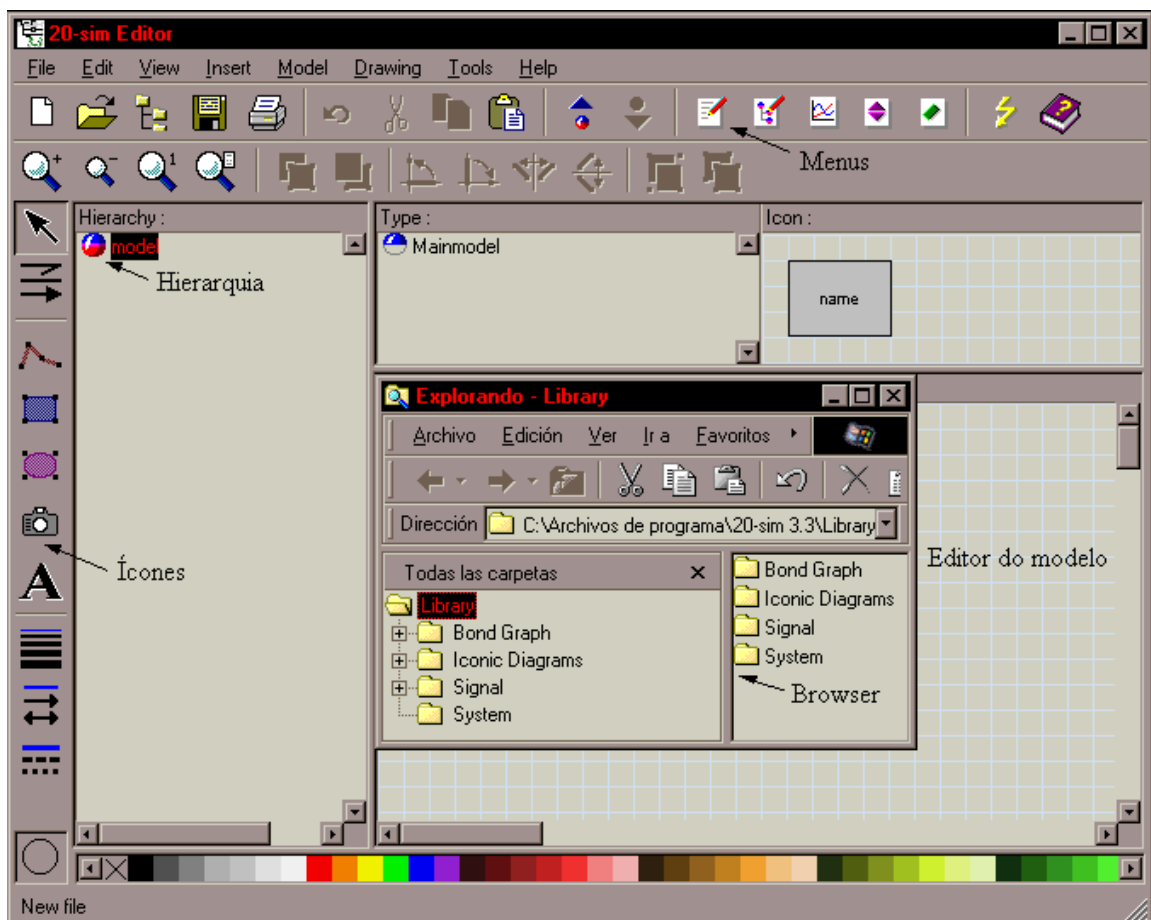 20-sim Editor
File Edit View Insert Model Drawing Tools Help
Menus
Hierarchy :
model
Hierarquia
Type :
Mainmodel
Icon :
name
Explorando - Library
Archivo Edición Ver Ir a Favoritos
Dirección C:\Archivos de programa\20-sim 3.3\Library
Todas las carpetas
Library
Bond Graph
Iconic Diagrams
Signal
System
Bond Graph
Iconic Diagrams
Signal
System
Browser
Editor do modelo
Ícones
A
New file